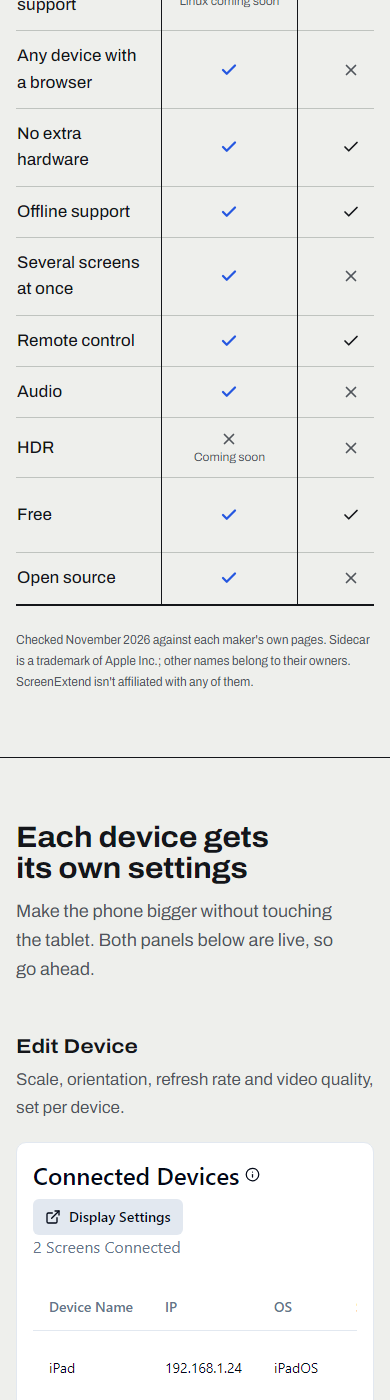 support
Linux coming soon
Any device with
a browser
No extra
hardware
Offline support
Several screens
at once
Remote control
Audio
HDR
Coming soon
Free
Open source
Checked November 2026 against each maker's own pages. Sidecar
is a trademark of Apple Inc.; other names belong to their owners.
ScreenExtend isn't affiliated with any of them.
Each device gets
its own settings
Make the phone bigger without touching
the tablet. Both panels below are live, so
go ahead.
Edit Device
Scale, orientation, refresh rate and video quality,
set per device.
Connected Devices
Display Settings
2 Screens Connected
Device Name IP OS
iPad 192.168.1.24 iPadOS